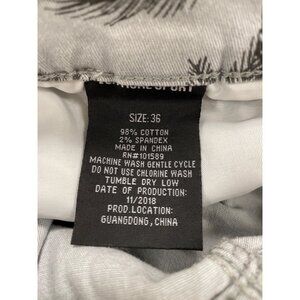 SPORT
SIZE: 36
98% COTTON
2% SPANDEX
MADE IN
CHINA
RN#101589
MACHINE WASH GENTLE CYCLE
DO NOT USE CHLORINE WASH
TUMBLE DRY LOW
DATE OF PRODUCTION:
11/2018
PROD.LOCATION:
GUANGDONG, CHINA